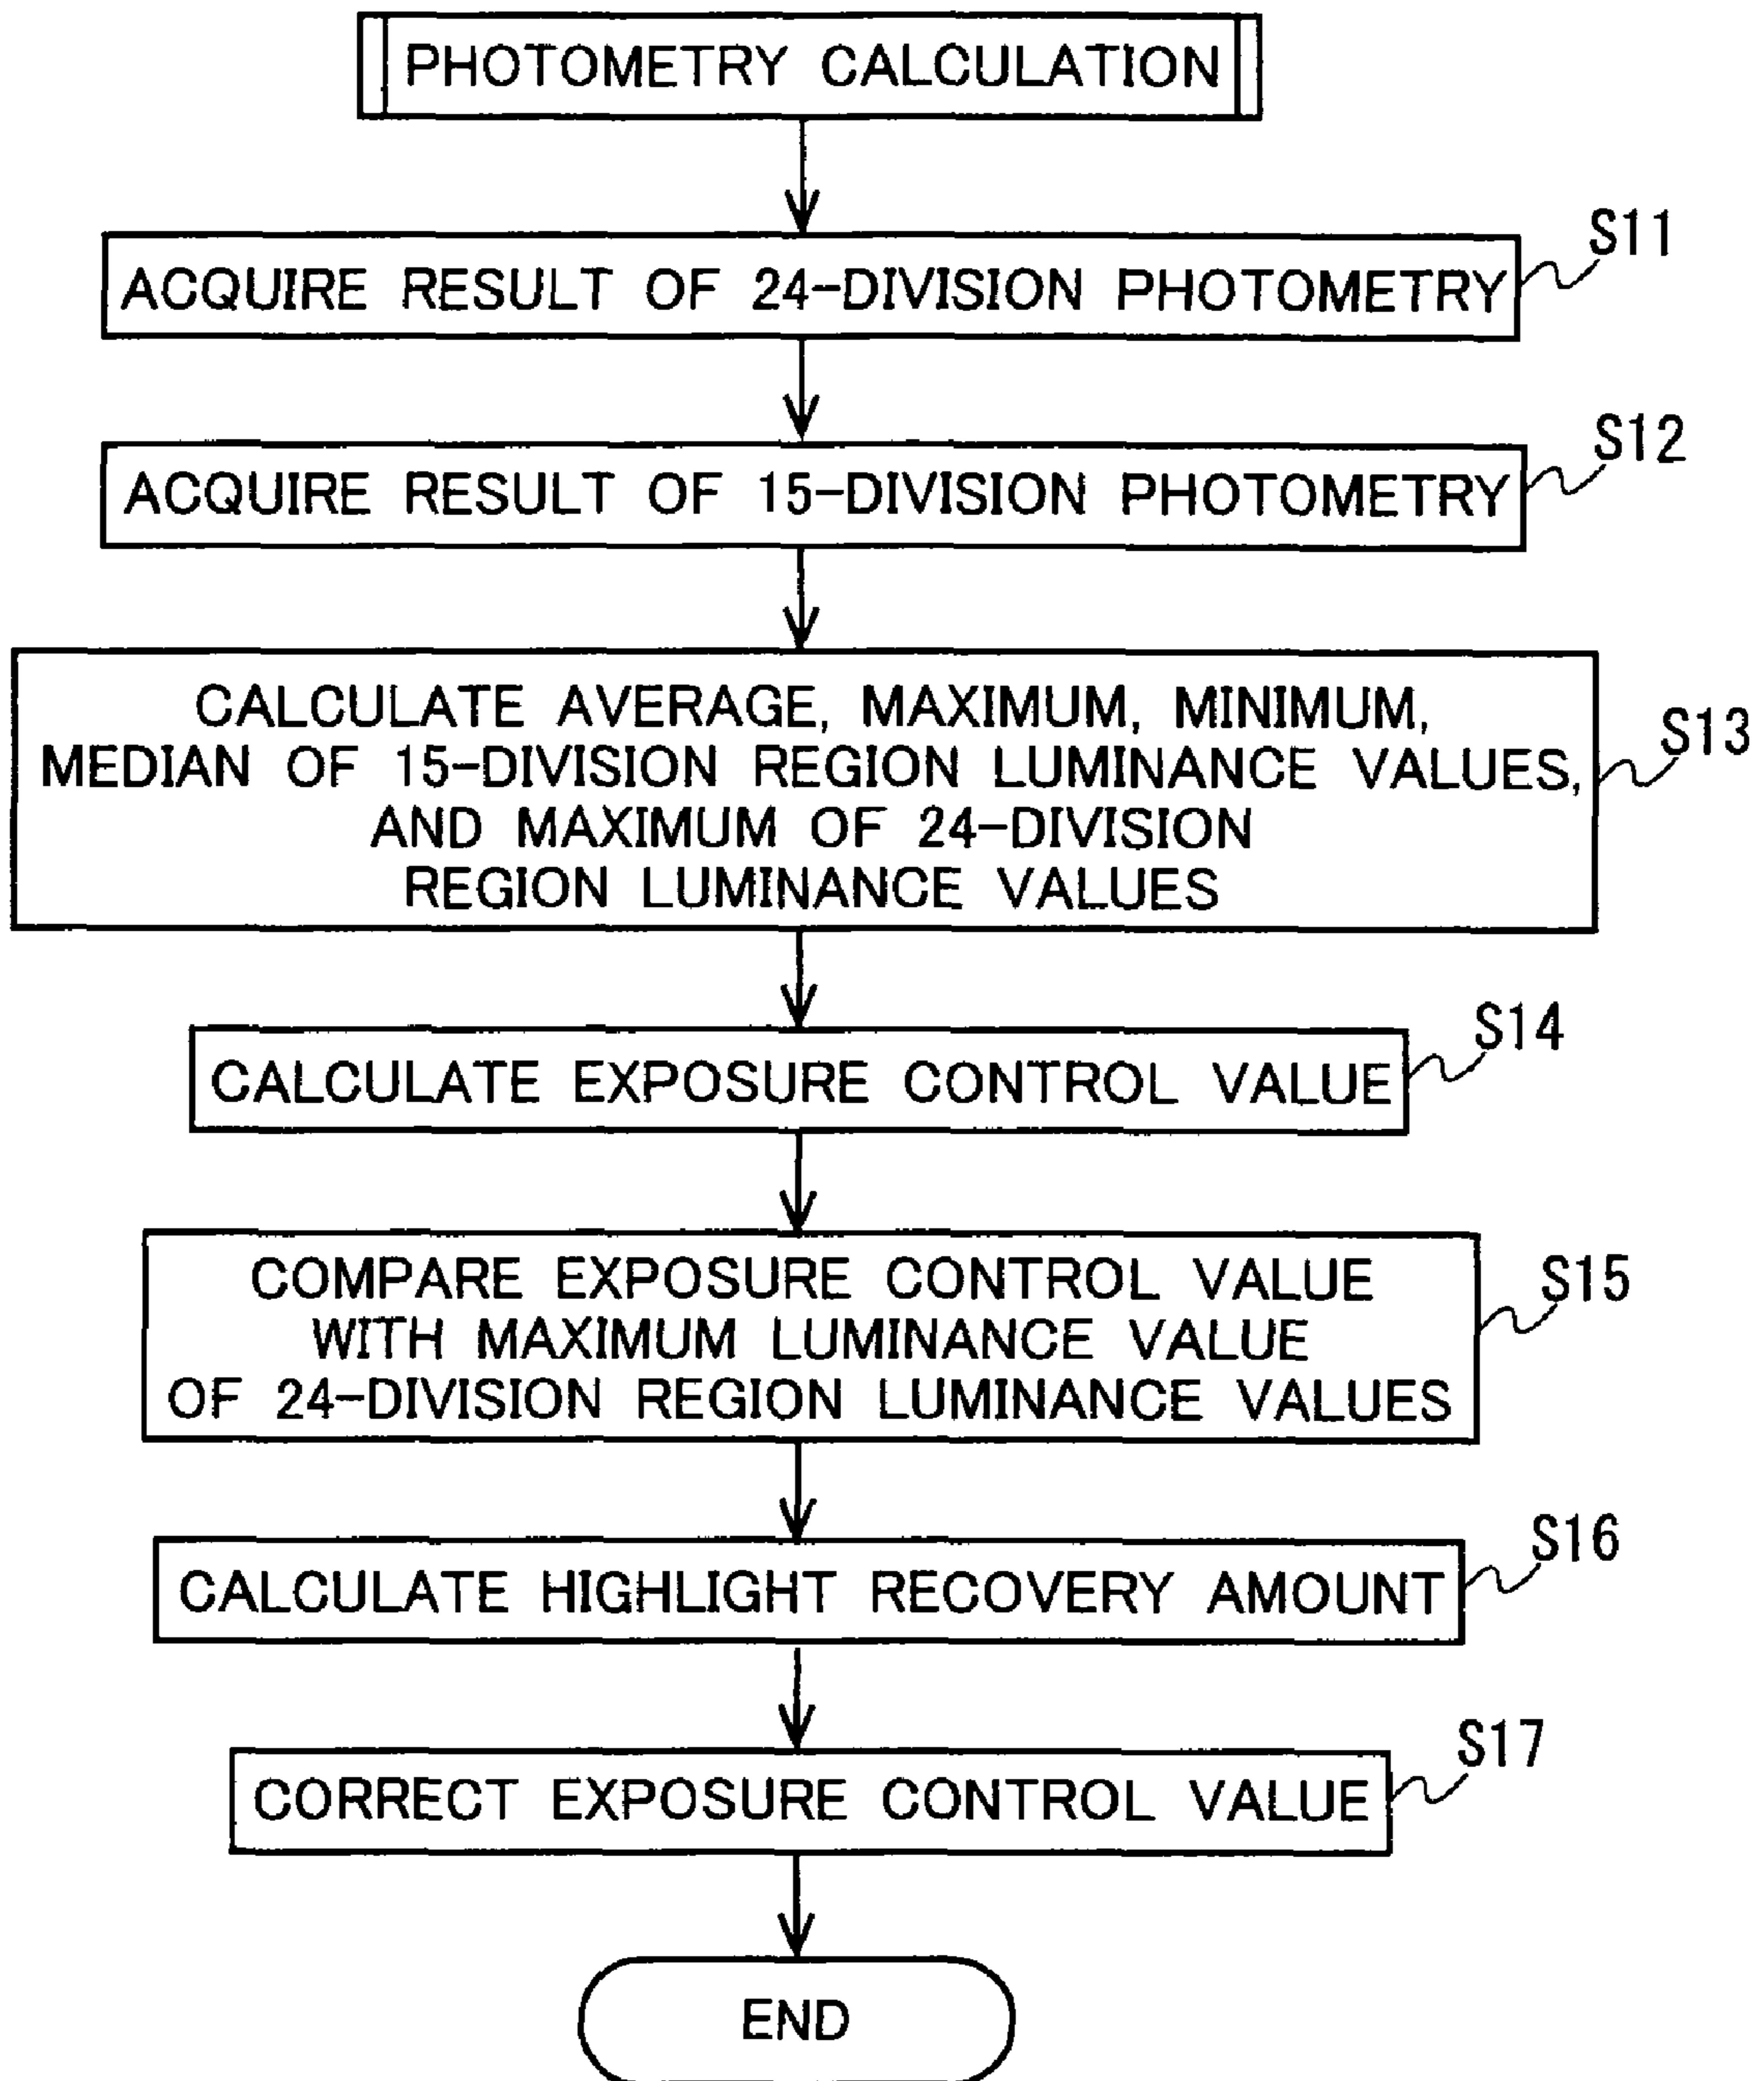 PHOTOMETRY CALCULATION
S11
ACQUIRE RESULT OF 24-DIVISION PHOTOMETRY
S12
ACQUIRE RESULT OF 15-DIVISION PHOTOMETRY
S13
CALCULATE AVERAGE, MAXIMUM, MINIMUM,
MEDIAN OF 15-DIVISION REGION LUMINANCE VALUES,
AND MAXIMUM OF 24-DIVISION
REGION LUMINANCE VALUES
S14
CALCULATE EXPOSURE CONTROL VALUE
S15
COMPARE EXPOSURE CONTROL VALUE
WITH MAXIMUM LUMINANCE VALUE
OF 24-DIVISION REGION LUMINANCE VALUES
S16
CALCULATE HIGHLIGHT RECOVERY AMOUNT
S17
CORRECT EXPOSURE CONTROL VALUE
END